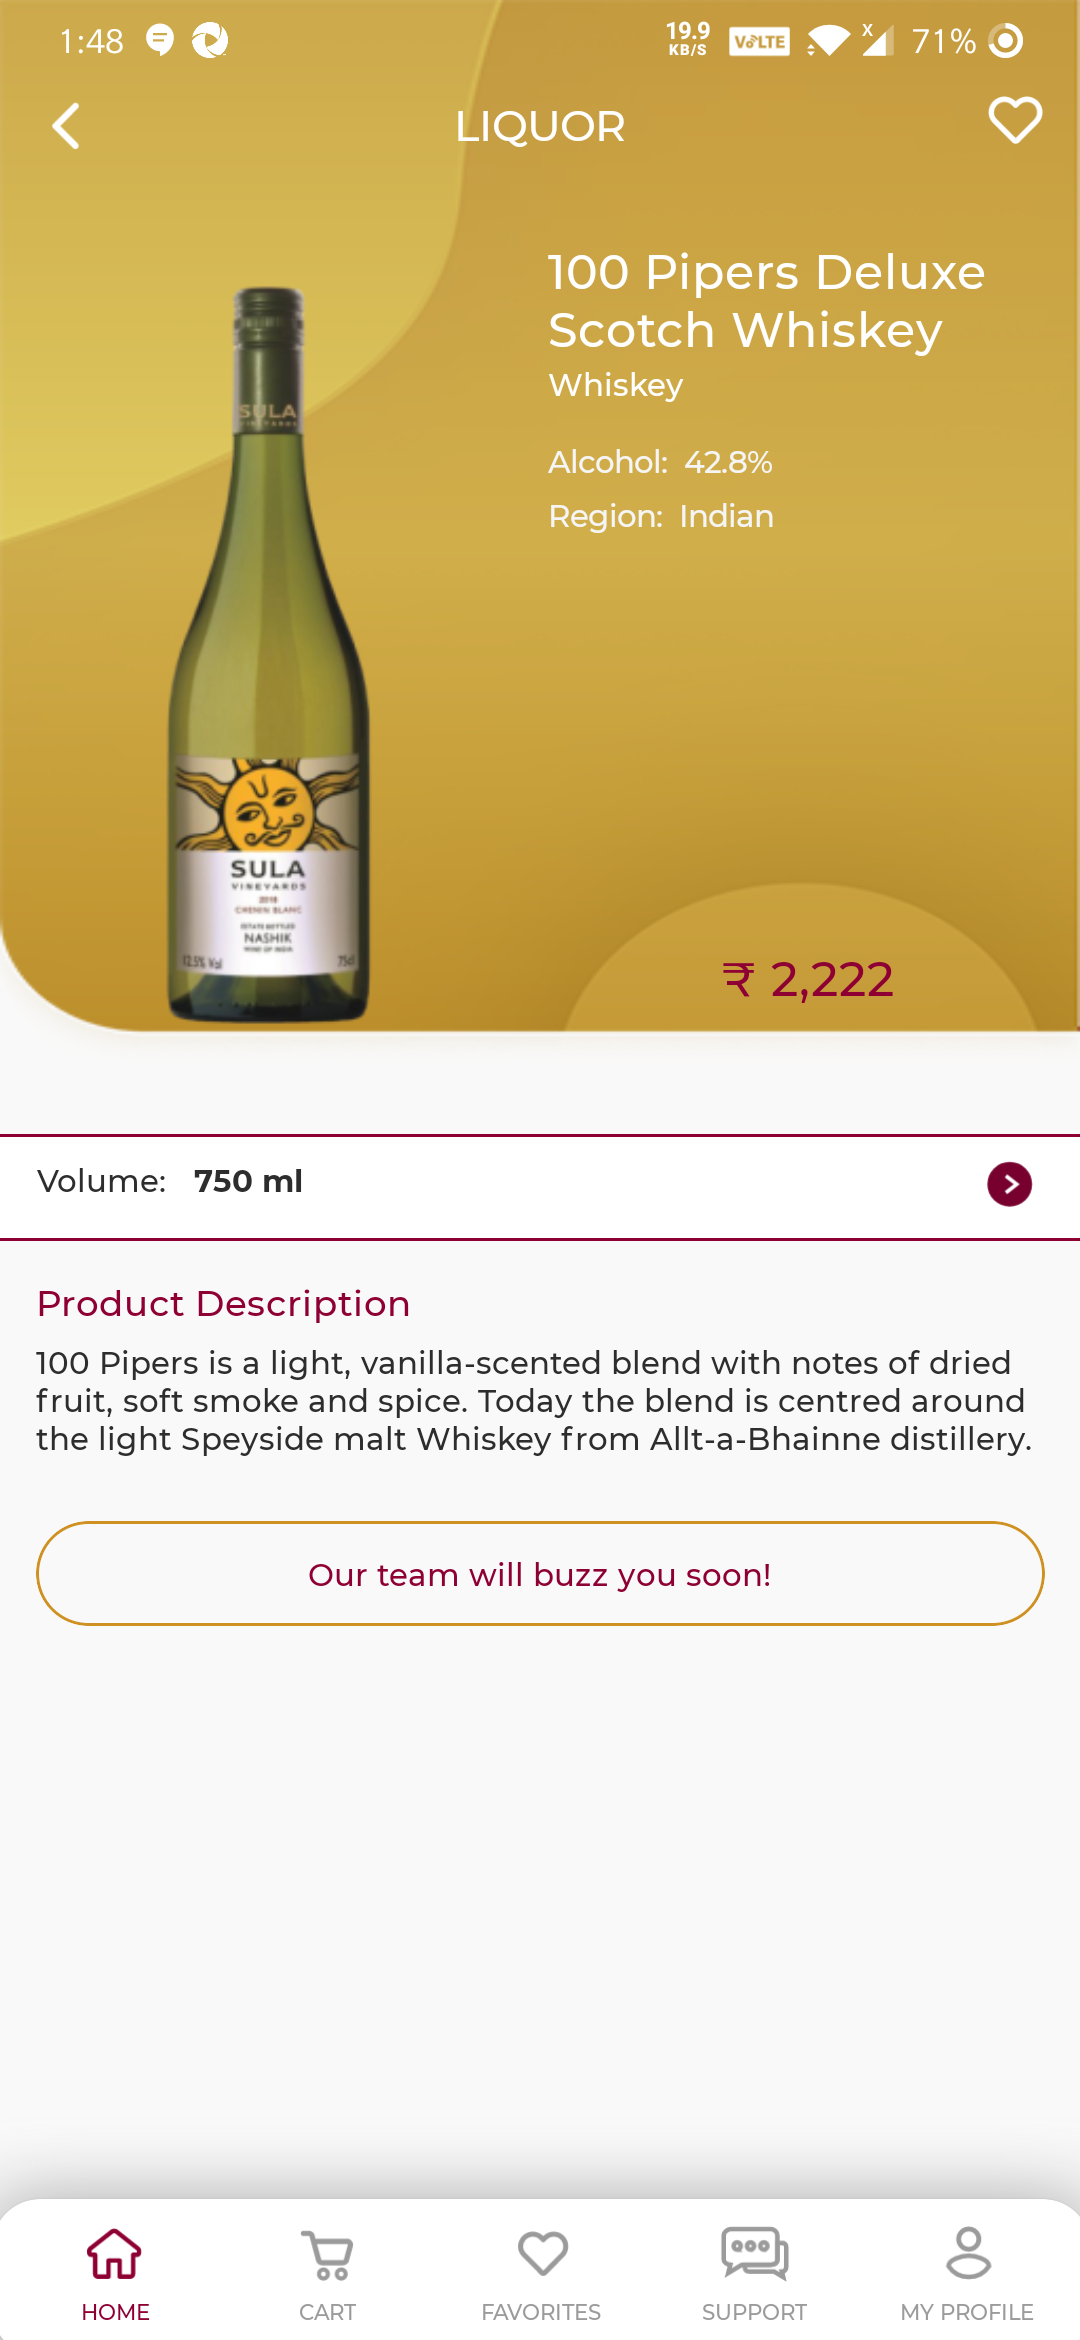 1:48
19.9
KB/S
VoLTE
X
71%
LIQUOR
100 Pipers Deluxe
Scotch Whiskey
Whiskey
Alcohol: 42.8%
Region: Indian
SULA
VINEYARDS
SULA
VINEYARDS
2018
CHENIN BLANC
ESTATE BOTTLED
NASHIK
WINE OF INDIA
12.5% Vol
75cl
₹ 2,222
Volume: 750 ml
Product Description
100 Pipers is a light, vanilla-scented blend with notes of dried
fruit, soft smoke and spice. Today the blend is centred around
the light Speyside malt Whiskey from Allt-a-Bhainne distillery.
Our team will buzz you soon!
HOME
CART
FAVORITES
SUPPORT
MY PROFILE